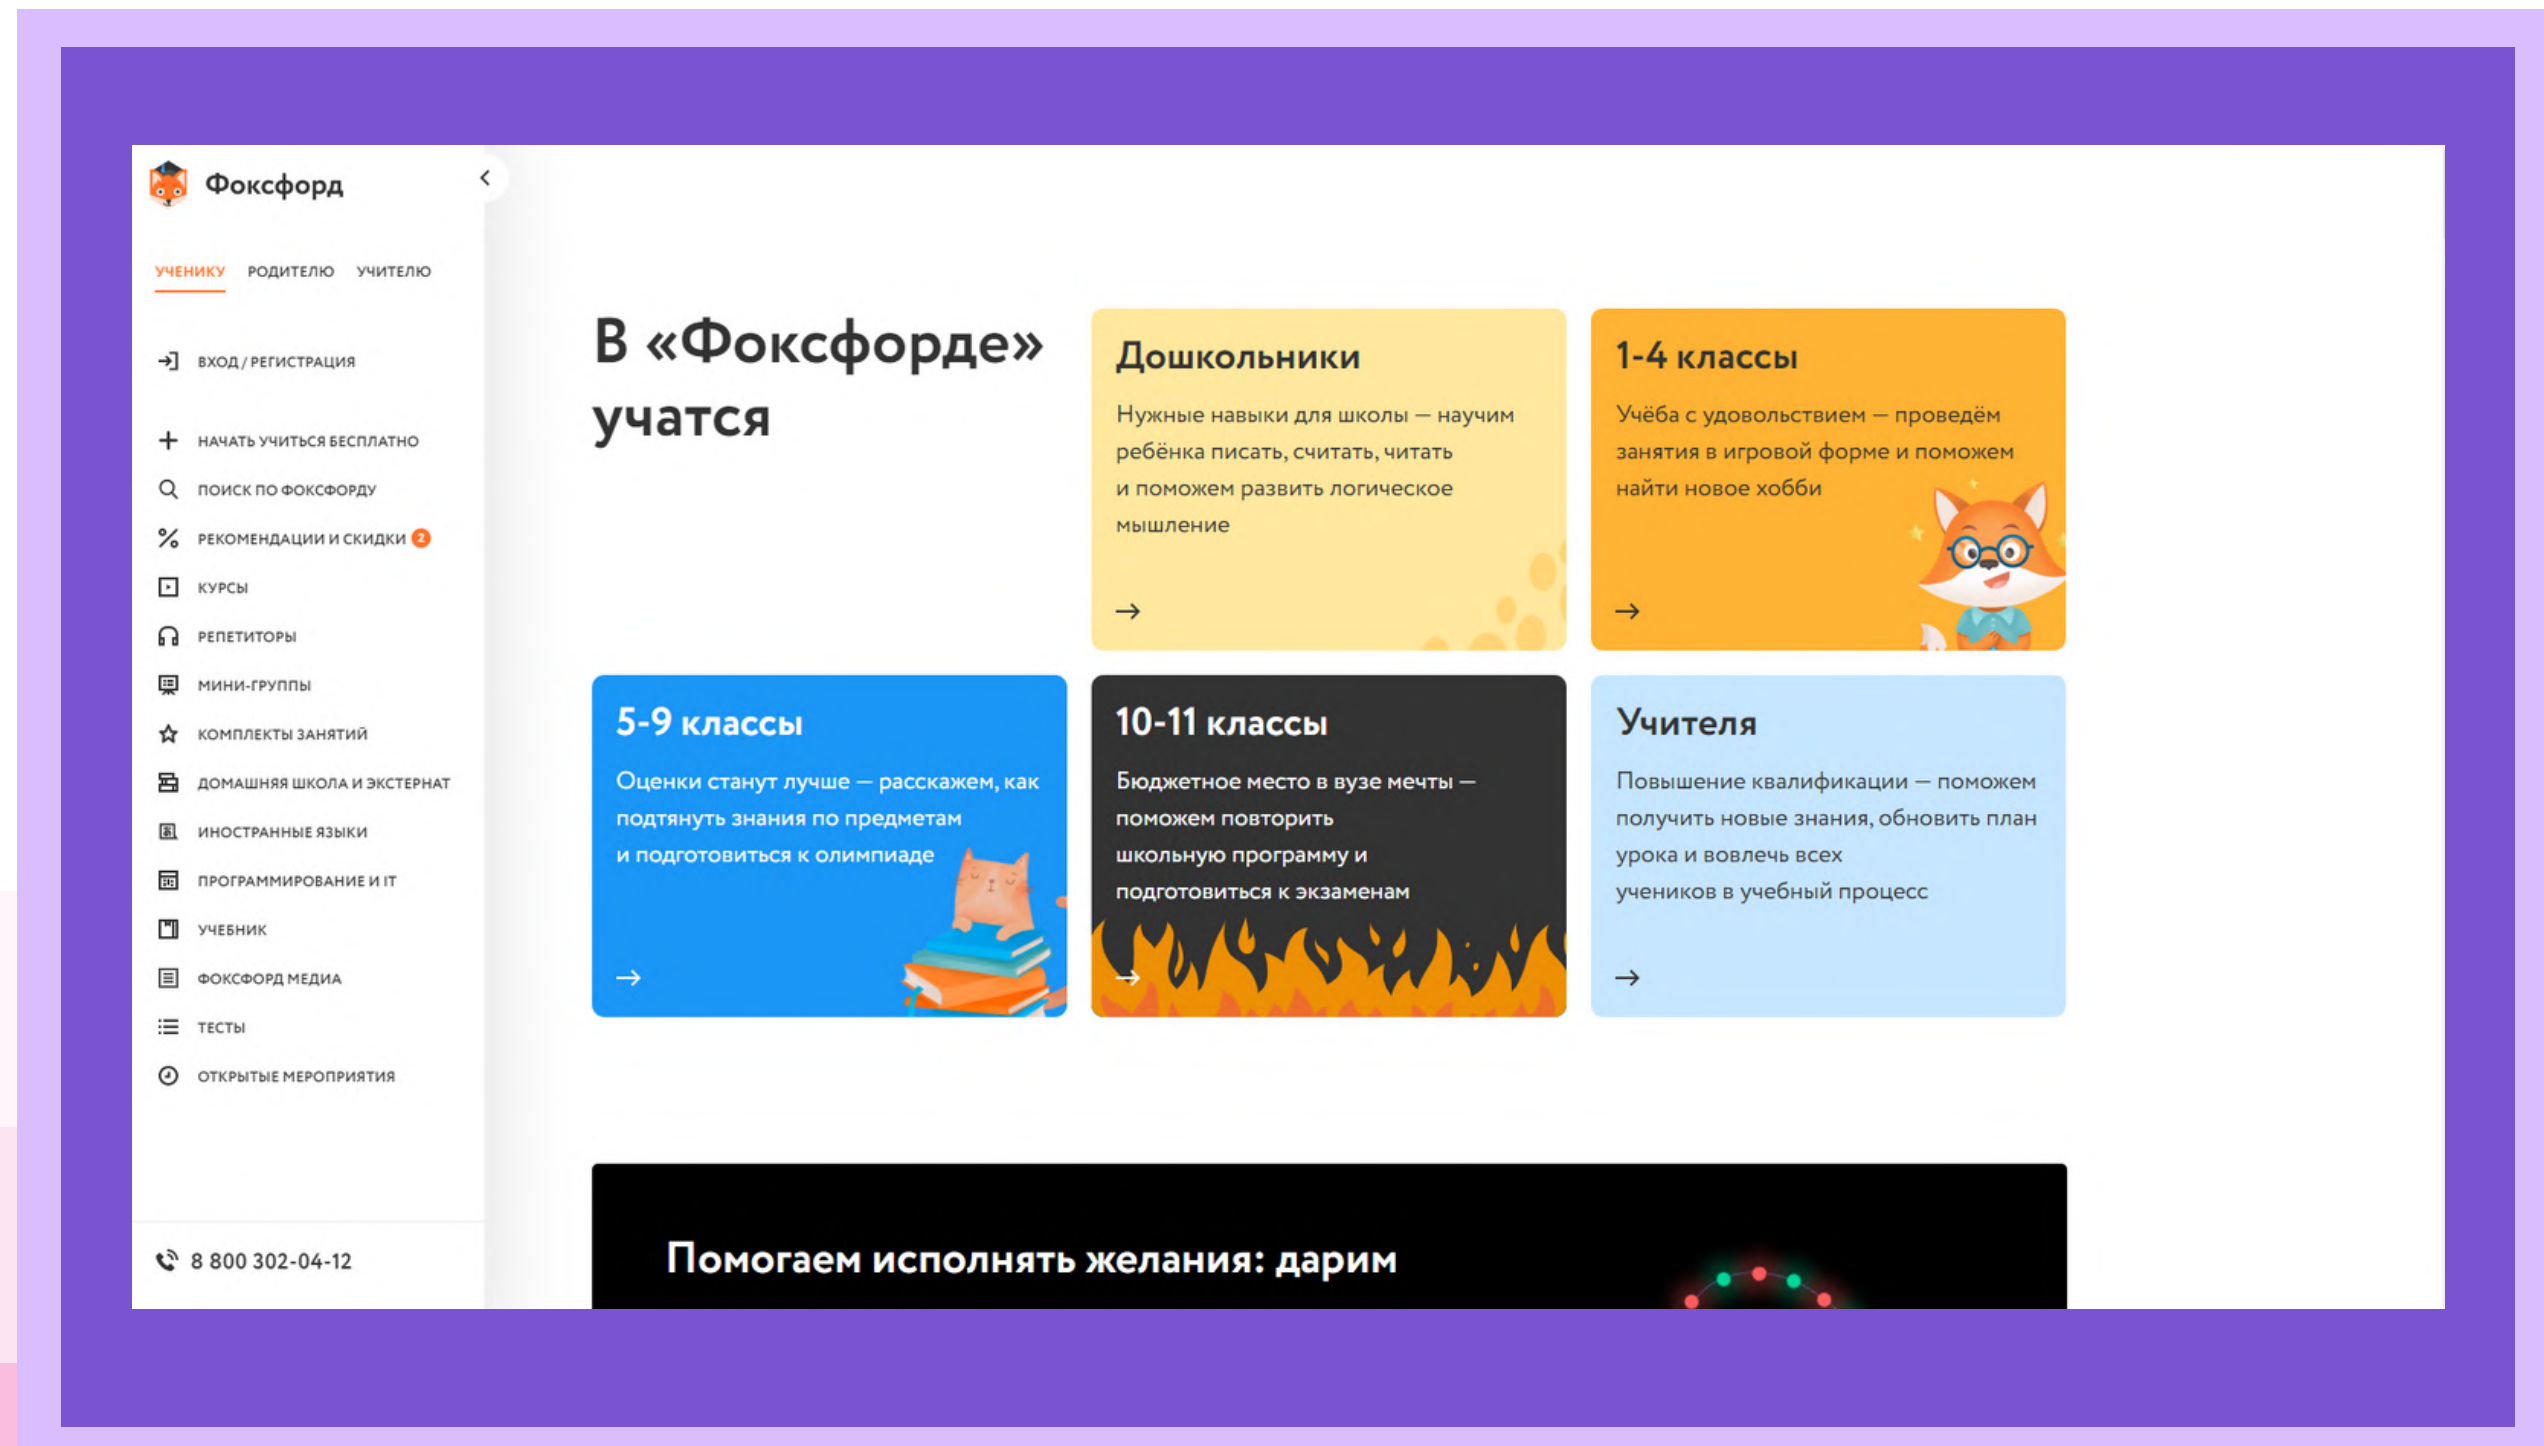 Фоксфорд
УЧЕНИКУ РОДИТЕЛЮ УЧИТЕЛЮ
ВХОД / РЕГИСТРАЦИЯ
НАЧАТЬ УЧИТЬСЯ БЕСПЛАТНО
ПОИСК ПО ФОКСФОРДУ
РЕКОМЕНДАЦИИ И СКИДКИ 2
КУРСЫ
РЕПЕТИТОРЫ
МИНИ-ГРУППЫ
КОМПЛЕКТЫ ЗАНЯТИЙ
ДОМАШНЯЯ ШКОЛА И ЭКСТЕРНАТ
ИНОСТРАННЫЕ ЯЗЫКИ
ПРОГРАММИРОВАНИЕ И IT
УЧЕБНИК
ФОКСФОРД МЕДИА
ТЕСТЫ
ОТКРЫТЫЕ МЕРОПРИЯТИЯ
8 800 302-04-12
В «Фоксфорде»
учатся
Дошкольники
Нужные навыки для школы — научим
ребёнка писать, считать, читать
и поможем развить логическое
мышление
1-4 классы
Учёба с удовольствием — проведём
занятия в игровой форме и поможем
найти новое хобби
5-9 классы
Оценки станут лучше — расскажем, как
подтянуть знания по предметам
и подготовиться к олимпиаде
10-11 классы
Бюджетное место в вузе мечты —
поможем повторить
школьную программу и
подготовиться к экзаменам
Учителя
Повышение квалификации — поможем
получить новые знания, обновить план
урока и вовлечь всех
учеников в учебный процесс
Помогаем исполнять желания: дарим